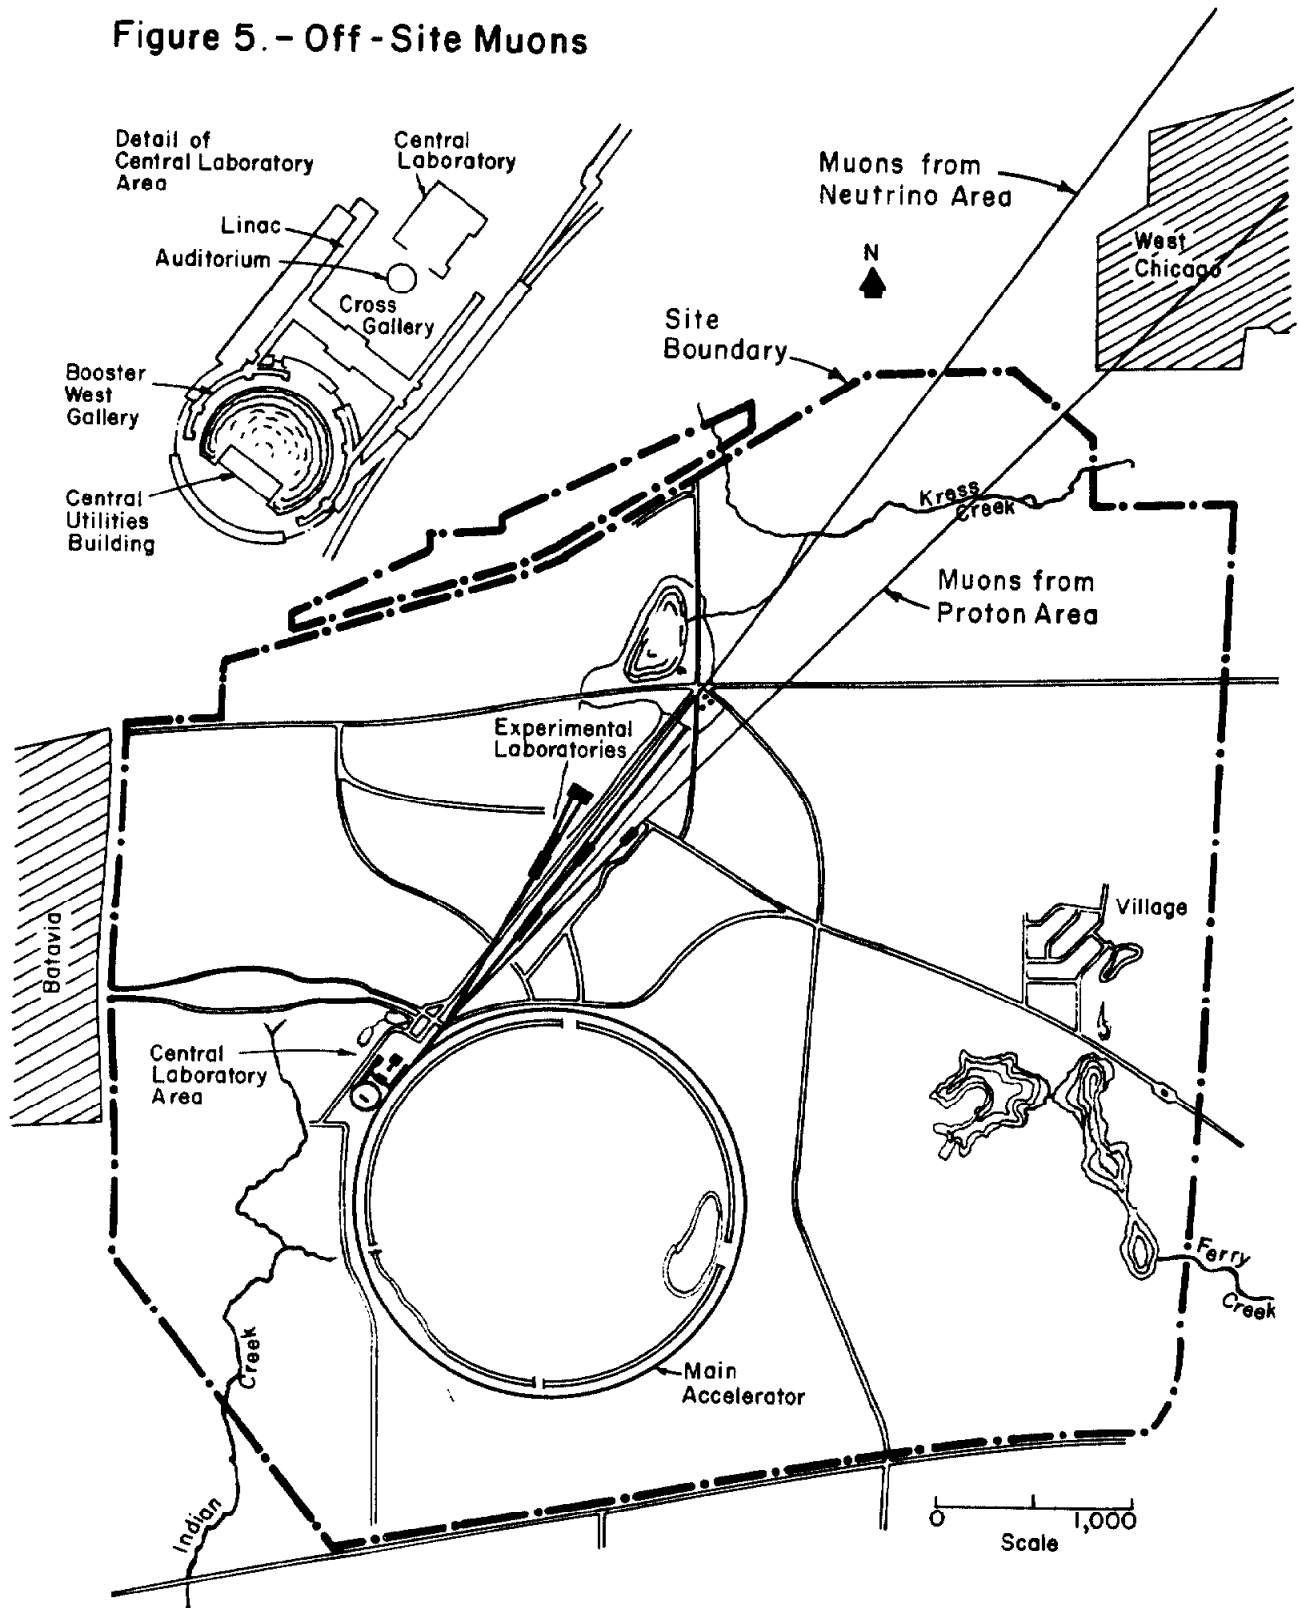 Figure 5. - Off - Site Muons
Detail of
Central Laboratory
Area
Central
Laboratory
Linac
Auditorium
Cross
Gallery
Booster
West
Gallery
Central
Utilities
Building
Muons from
Neutrino Area
N
West
Chicago
Site
Boundary
Kress
Creek
Muons from
Proton Area
Experimental
Laboratories
Batavia
Village
Central
Laboratory
Area
Ferry
Creek
Creek
Indian
Main
Accelerator
0 1,000
Scale